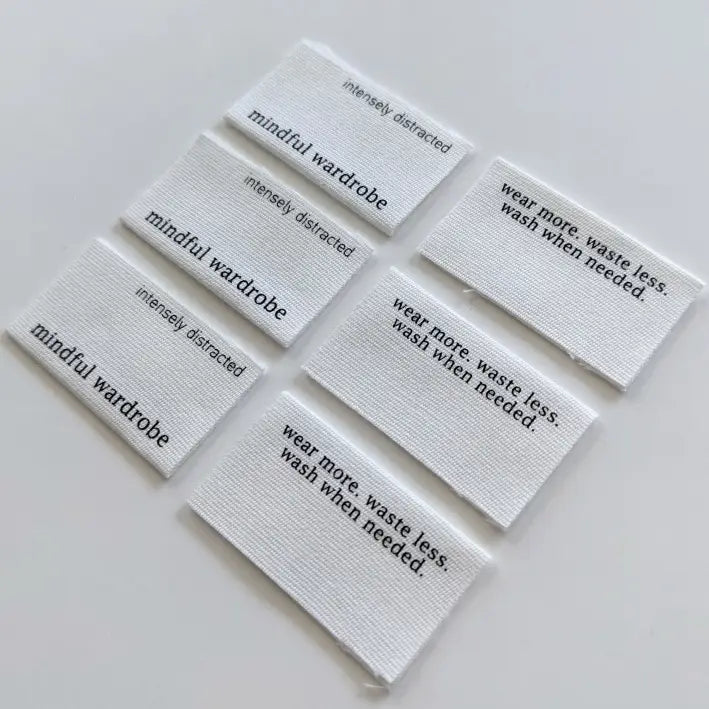 intensely distracted
mindful wardrobe
intensely distracted
mindful wardrobe
intensely distracted
mindful wardrobe
wear more. waste less.
wash when needed.
wear more. waste less.
wash when needed.
wear more. waste less.
wash when needed.